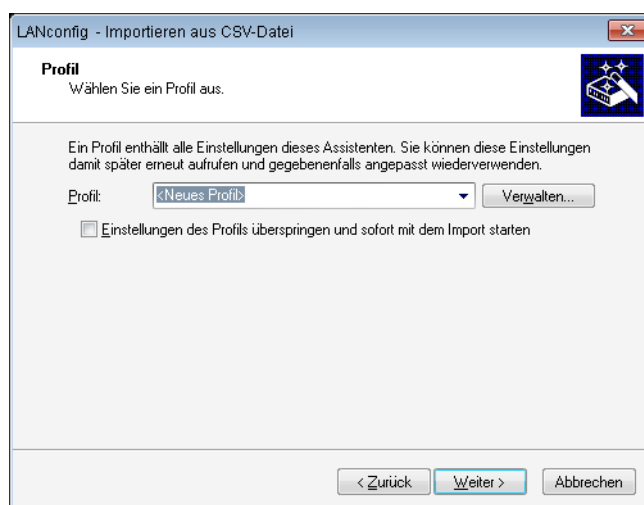 LANconfig - Importieren aus CSV-Datei
Profil
Wählen Sie ein Profil aus.
Ein Profil enthällt alle Einstellungen dieses Assistenten. Sie können diese Einstellungen
damit später erneut aufrufen und gegebenenfalls angepasst wiederverwenden.
Profil: <Neues Profil> Verwalten...
Einstellungen des Profils überspringen und sofort mit dem Import starten
< Zurück Weiter > Abbrechen